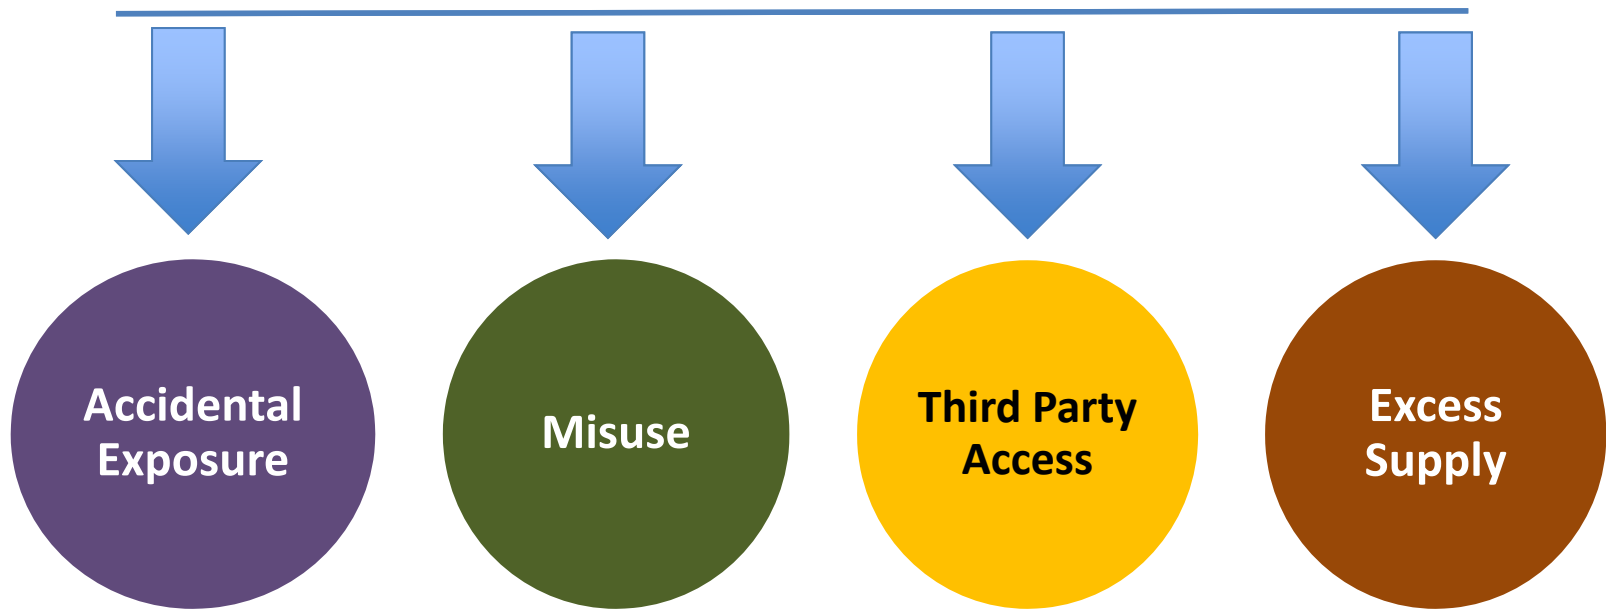 Accidental
Exposure
Misuse
Third Party
Access
Excess
Supply